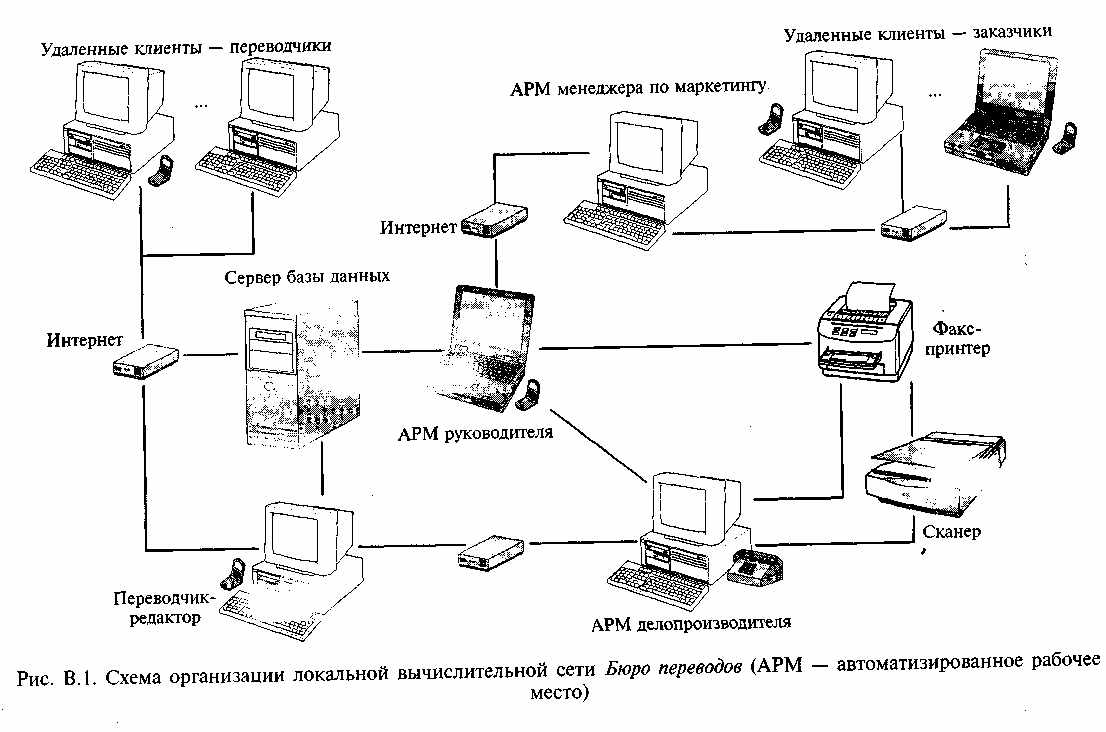 Удаленные клиенты — переводчики
Удаленные клиенты — заказчики
АРМ менеджера по маркетингу
Интернет
Сервер базы данных
Интернет
Факс-
принтер
АРМ руководителя
Сканер
Переводчик-
редактор
АРМ делопроизводителя
Рис. В.1. Схема организации локальной вычислительной сети Бюро переводов (АРМ — автоматизированное рабочее
место)